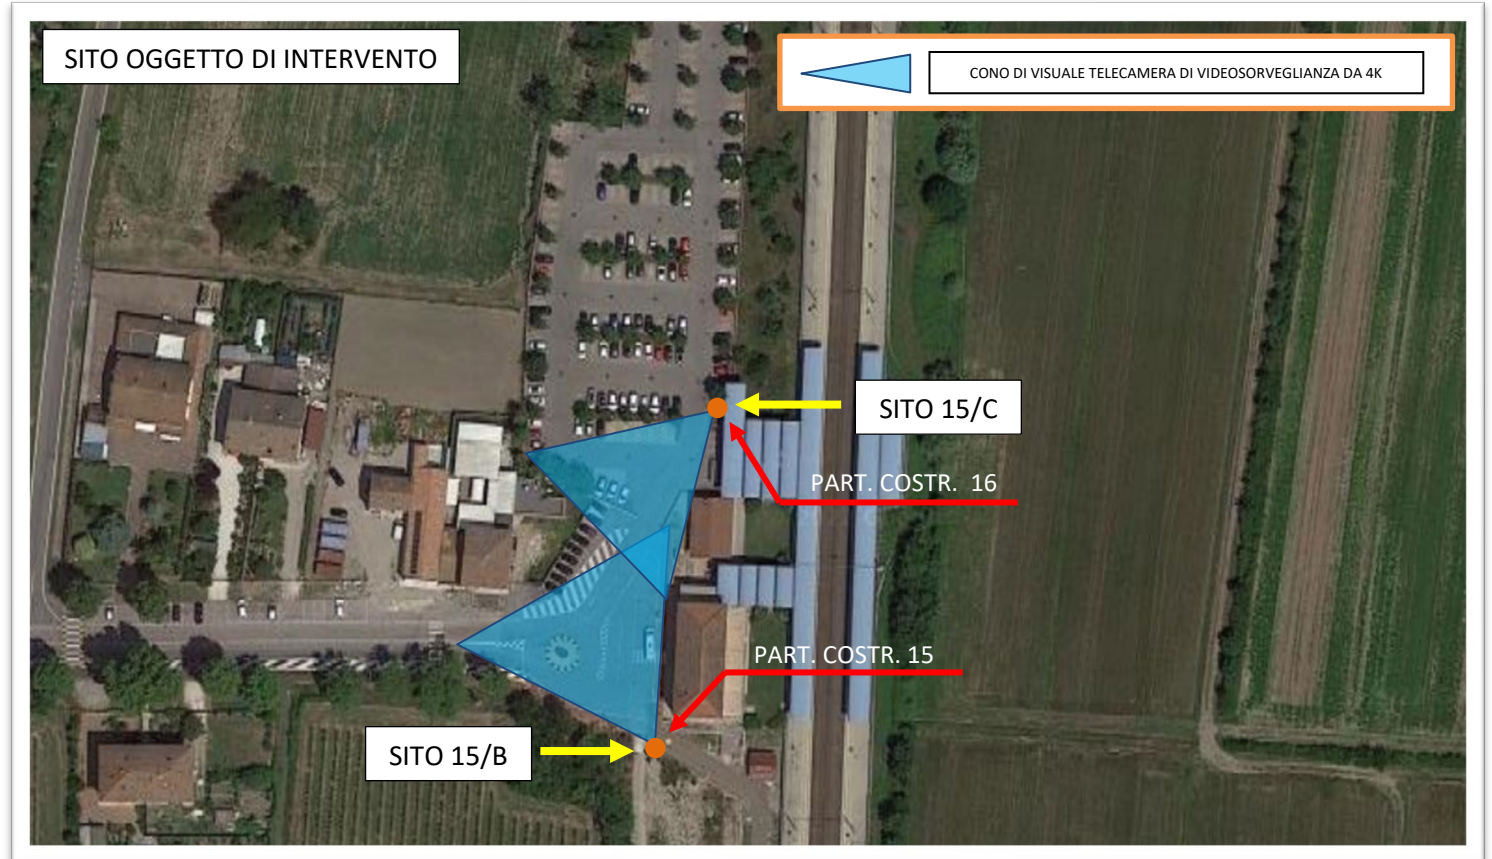 SITO OGGETTO DI INTERVENTO
CONO DI VISUALE TELECAMERA DI VIDEOSORVEGLIANZA DA 4K
SITO 15/C
PART. COSTR. 16
PART. COSTR. 15
SITO 15/B